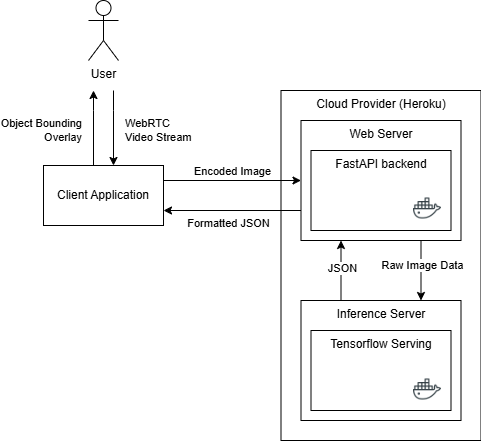 User
Object Bounding
Overlay
WebRTC
Video Stream
Client Application
Encoded Image
Formatted JSON
Cloud Provider (Heroku)
Web Server
FastAPI backend
JSON
Raw Image Data
Inference Server
Tensorflow Serving